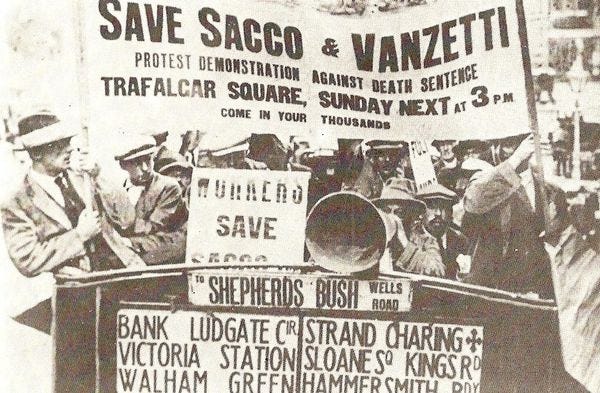 SAVE SACCO & VANZETTI
PROTEST DEMONSTRATION AGAINST DEATH SENTENCE
TRAFALGAR SQUARE, SUNDAY NEXT AT 3 PM
COME IN YOUR THOUSANDS
WORKERS
SAVE
SACCO
TO SHEPHERDS BUSH WELLS ROAD
BANK LUDGATE CIR STRAND CHARING ✠
VICTORIA STATION SLOANE SQ KINGS RD
WALHAM GREEN HAMMERSMITH BDY